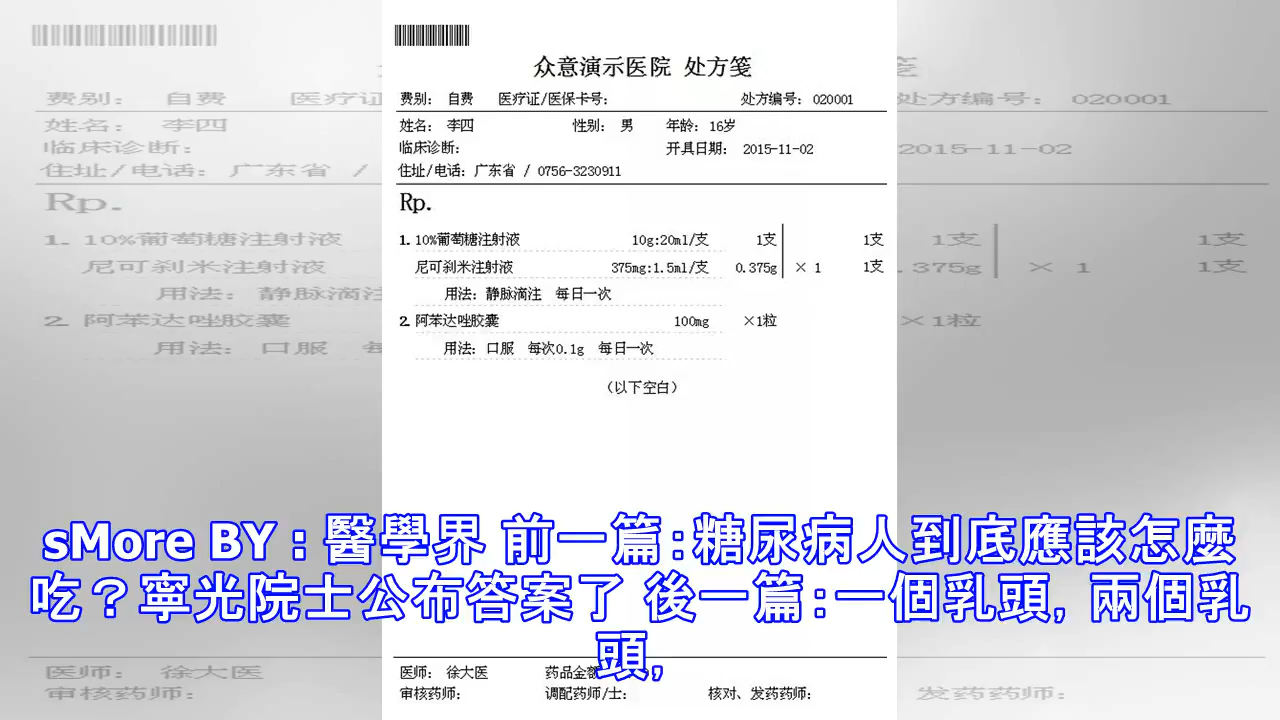 众意演示医院 处方笺
费别: 自费 医疗证/医保卡号: 处方编号: 020001
姓名: 李四 性别: 男 年龄: 16岁
临床诊断: 开具日期: 2015-11-02
住址/电话: 广东省 / 0756-3230911
Rp.
1. 10%葡萄糖注射液 10g:20ml/支 1支 1支
尼可刹米注射液 375mg:1.5ml/支 0.375g × 1 1支
用法: 静脉滴注 每日一次
2. 阿苯达唑胶囊 100mg ×1粒
用法: 口服 每次0.1g 每日一次
(以下空白)
sMore BY : 醫學界 前一篇:糖尿病人到底應該怎麼
吃？寧光院士公布答案了 後一篇:一個乳頭, 兩個乳
頭,
医师: 徐大医 药品金额
审核药师: 调配药师/士: 核对、发药药师: